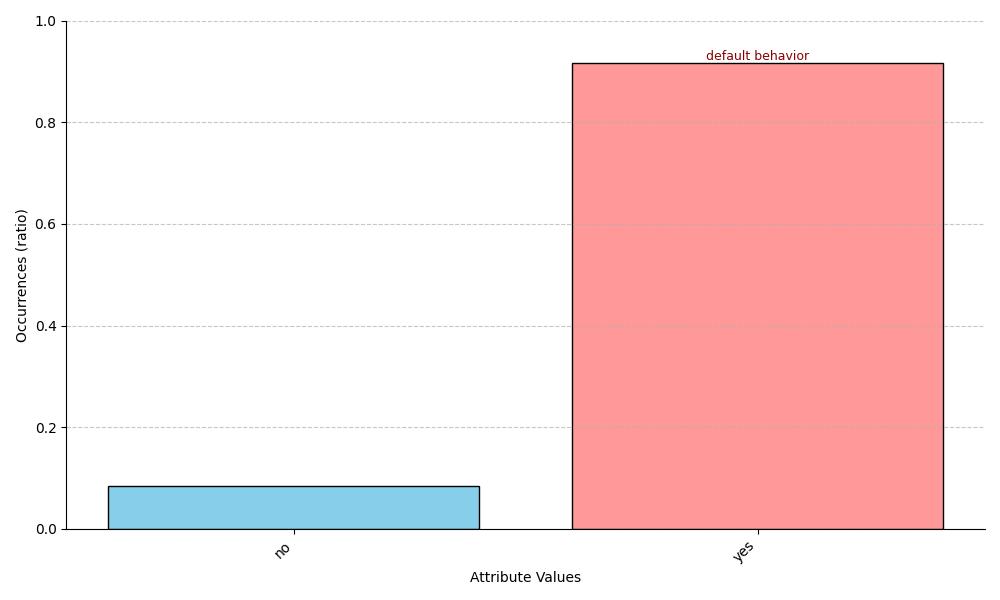 1.0
default behavior
0.8
0.6
0.4
0.2
0.0
Occurrences (ratio)
no
yes
Attribute Values